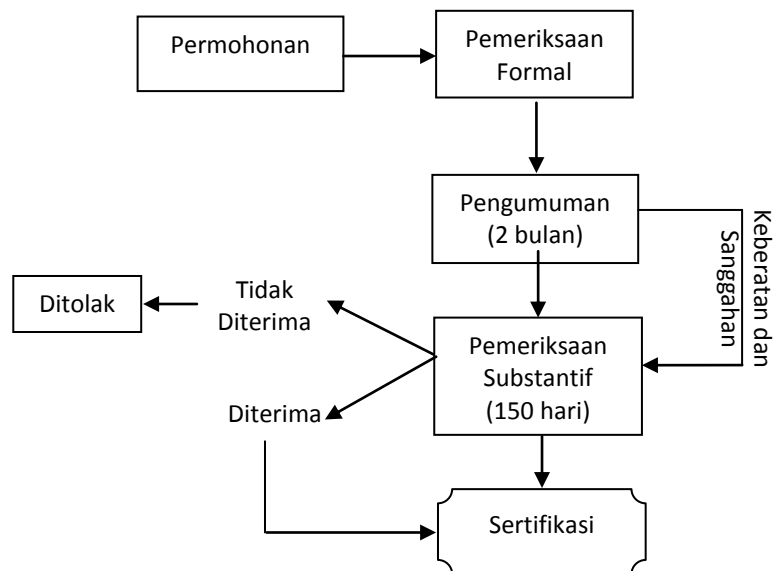 Permohonan
Pemeriksaan
Formal
Pengumuman
(2 bulan)
Keberatan dan
Sanggahan
Ditolak
Tidak
Diterima
Pemeriksaan
Substantif
(150 hari)
Diterima
Sertifikasi